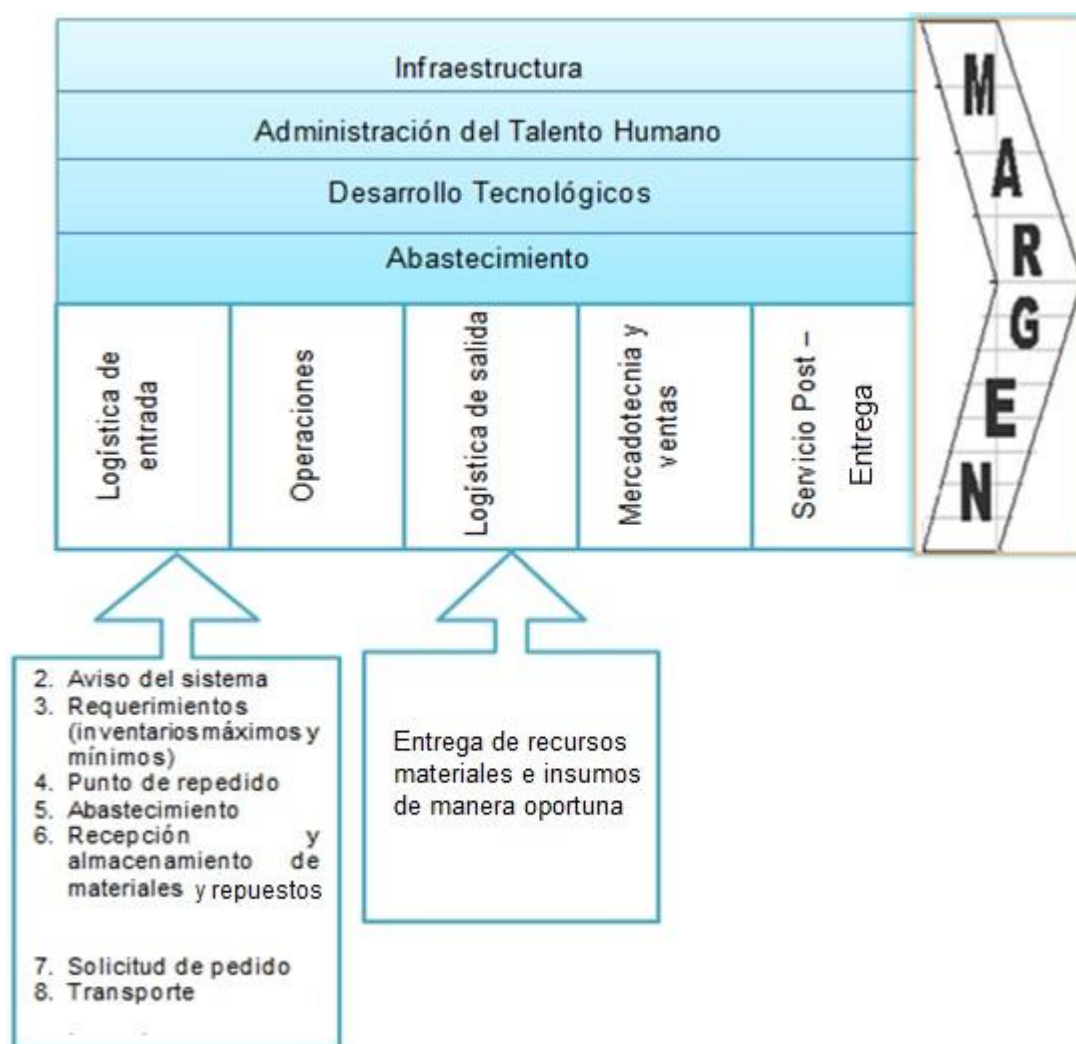 Infraestructura
Administración del Talento Humano
Desarrollo Tecnológicos
Abastecimiento
Logística de
entrada
Operaciones
Logística de salida
Mercadotecnia y
ventas
Servicio Post –
Entrega
MARGEN
2. Aviso del sistema
3. Requerimientos
(inventarios máximos y
mínimos)
4. Punto de repedido
5. Abastecimiento
6. Recepción y
almacenamiento de
materiales y repuestos
7. Solicitud de pedido
8. Transporte
Entrega de recursos
materiales e insumos
de manera oportuna